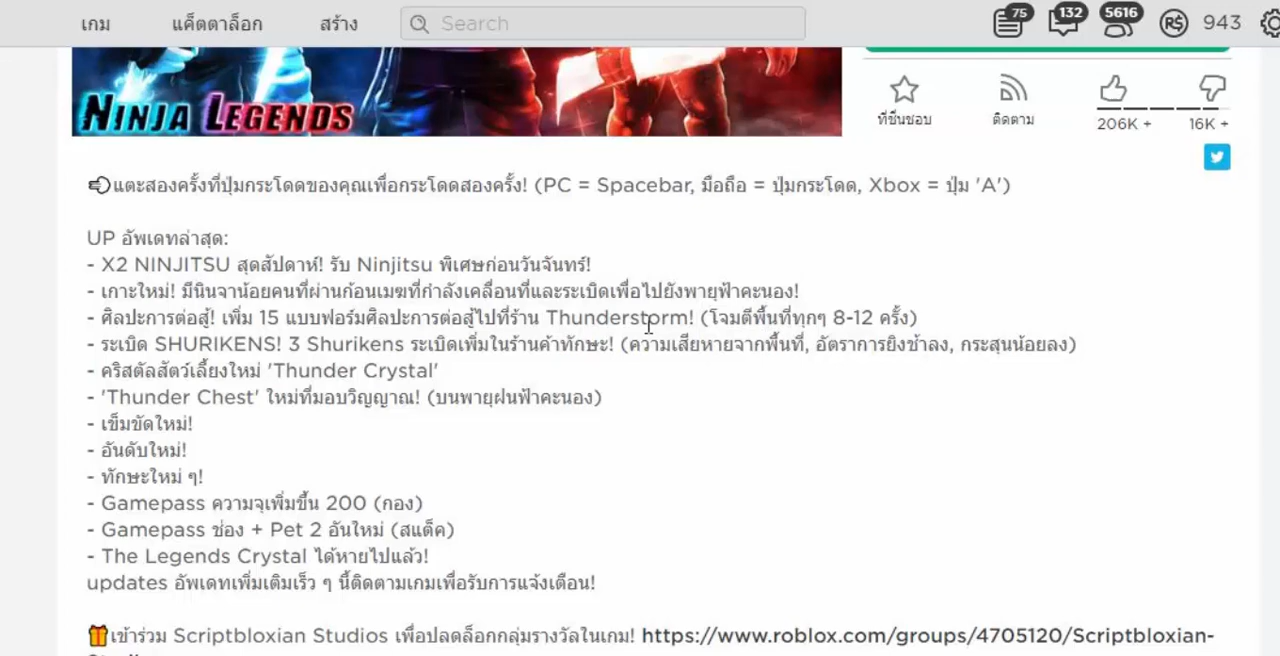 เกม แค็ตตาล็อก สร้าง Search 75 132 5616 943
NINJA LEGENDS
ที่ชื่นชอบ ติดตาม 206K + 16K +
แตะสองครั้งที่ปุ่มกระโดดของคุณเพื่อกระโดดสองครั้ง! (PC = Spacebar, มือถือ = ปุ่มกระโดด, Xbox = ปุ่ม 'A')
UP อัพเดทล่าสุด:
- X2 NINJITSU สุดสัปดาห์! รับ Ninjitsu พิเศษก่อนวันจันทร์!
- เกาะใหม่! มีนินจาน้อยคนที่ผ่านก้อนเมฆที่กำลังเคลื่อนที่และระเบิดเพื่อไปยังพายุฟ้าคะนอง!
- ศิลปะการต่อสู้! เพิ่ม 15 แบบฟอร์มศิลปะการต่อสู้ไปที่ร้าน Thunderstorm! (โจมตีพื้นที่ทุกๆ 8-12 ครั้ง)
- ระเบิด SHURIKENS! 3 Shurikens ระเบิดเพิ่มในร้านค้าทักษะ! (ความเสียหายจากพื้นที่, อัตราการยิงช้าลง, กระสุนน้อยลง)
- คริสตัลสัตว์เลี้ยงใหม่ 'Thunder Crystal'
- 'Thunder Chest' ใหม่ที่มอบวิญญาณ! (บนพายุฝนฟ้าคะนอง)
- เข็มขัดใหม่!
- อันดับใหม่!
- ทักษะใหม่ ๆ!
- Gamepass ความจุเพิ่มขึ้น 200 (กอง)
- Gamepass ช่อง + Pet 2 อันใหม่ (สแต็ค)
- The Legends Crystal ได้หายไปแล้ว!
updates อัพเดทเพิ่มเติมเร็ว ๆ นี้ติดตามเกมเพื่อรับการแจ้งเตือน!
เข้าร่วม Scriptbloxian Studios เพื่อปลดล็อกกลุ่มรางวัลในเกม! https://www.roblox.com/groups/4705120/Scriptbloxian-